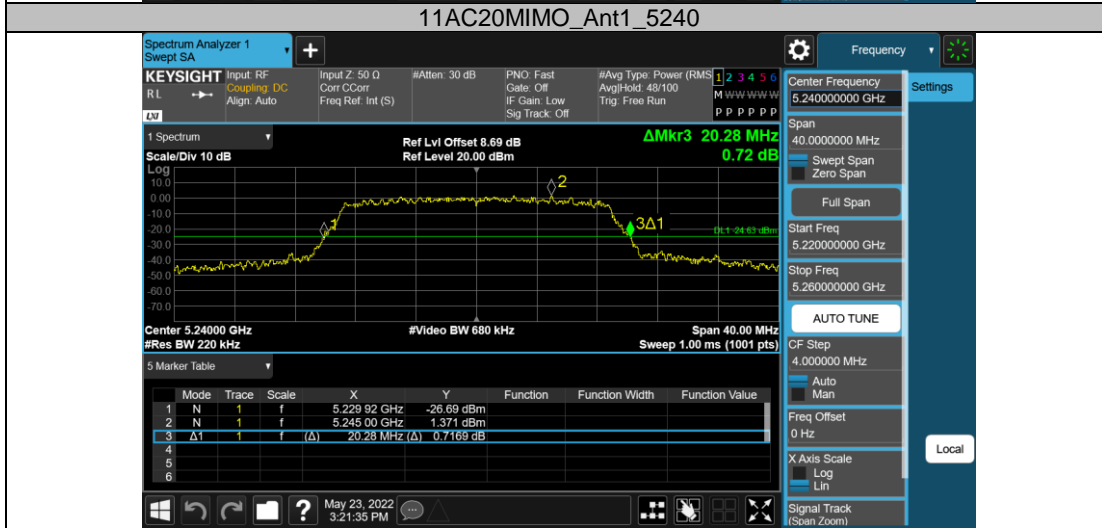 11AC20MIMO_Ant1_5240
Spectrum Analyzer 1
Swept SA
Frequency
KEYSIGHT Input: RF Input Z: 50 Ω #Atten: 30 dB PNO: Fast #Avg Type: Power (RMS 1 2 3 4 5 6
RL Coupling: DC Corr CCorr Gate: Off Avg|Hold: 48/100 M W W W W W
Align: Auto Freq Ref: Int (S) IF Gain: Low Trig: Free Run
LXI Sig Track: Off P P P P P P
1 Spectrum Ref Lvl Offset 8.69 dB ΔMkr3 20.28 MHz
Scale/Div 10 dB Ref Level 20.00 dBm 0.72 dB
Log
10.0
0.00
-10.0
-20.0
-30.0
-40.0
-50.0
-60.0
-70.0
1
2
3Δ1
DL1 -24.63 dBm
Center 5.24000 GHz #Video BW 680 kHz Span 40.00 MHz
#Res BW 220 kHz Sweep 1.00 ms (1001 pts)
5 Marker Table
Mode Trace Scale X Y Function Function Width Function Value
1 N 1 f 5.229 92 GHz -26.69 dBm
2 N 1 f 5.245 00 GHz 1.371 dBm
3 Δ1 1 f (Δ) 20.28 MHz (Δ) 0.7169 dB
4
5
6
May 23, 2022
3:21:35 PM
Center Frequency
5.240000000 GHz
Span
40.0000000 MHz
Swept Span
Zero Span
Full Span
Start Freq
5.220000000 GHz
Stop Freq
5.260000000 GHz
AUTO TUNE
CF Step
4.000000 MHz
Auto
Man
Freq Offset
0 Hz
X Axis Scale
Log
Lin
Signal Track
(Span Zoom)
Settings
Local